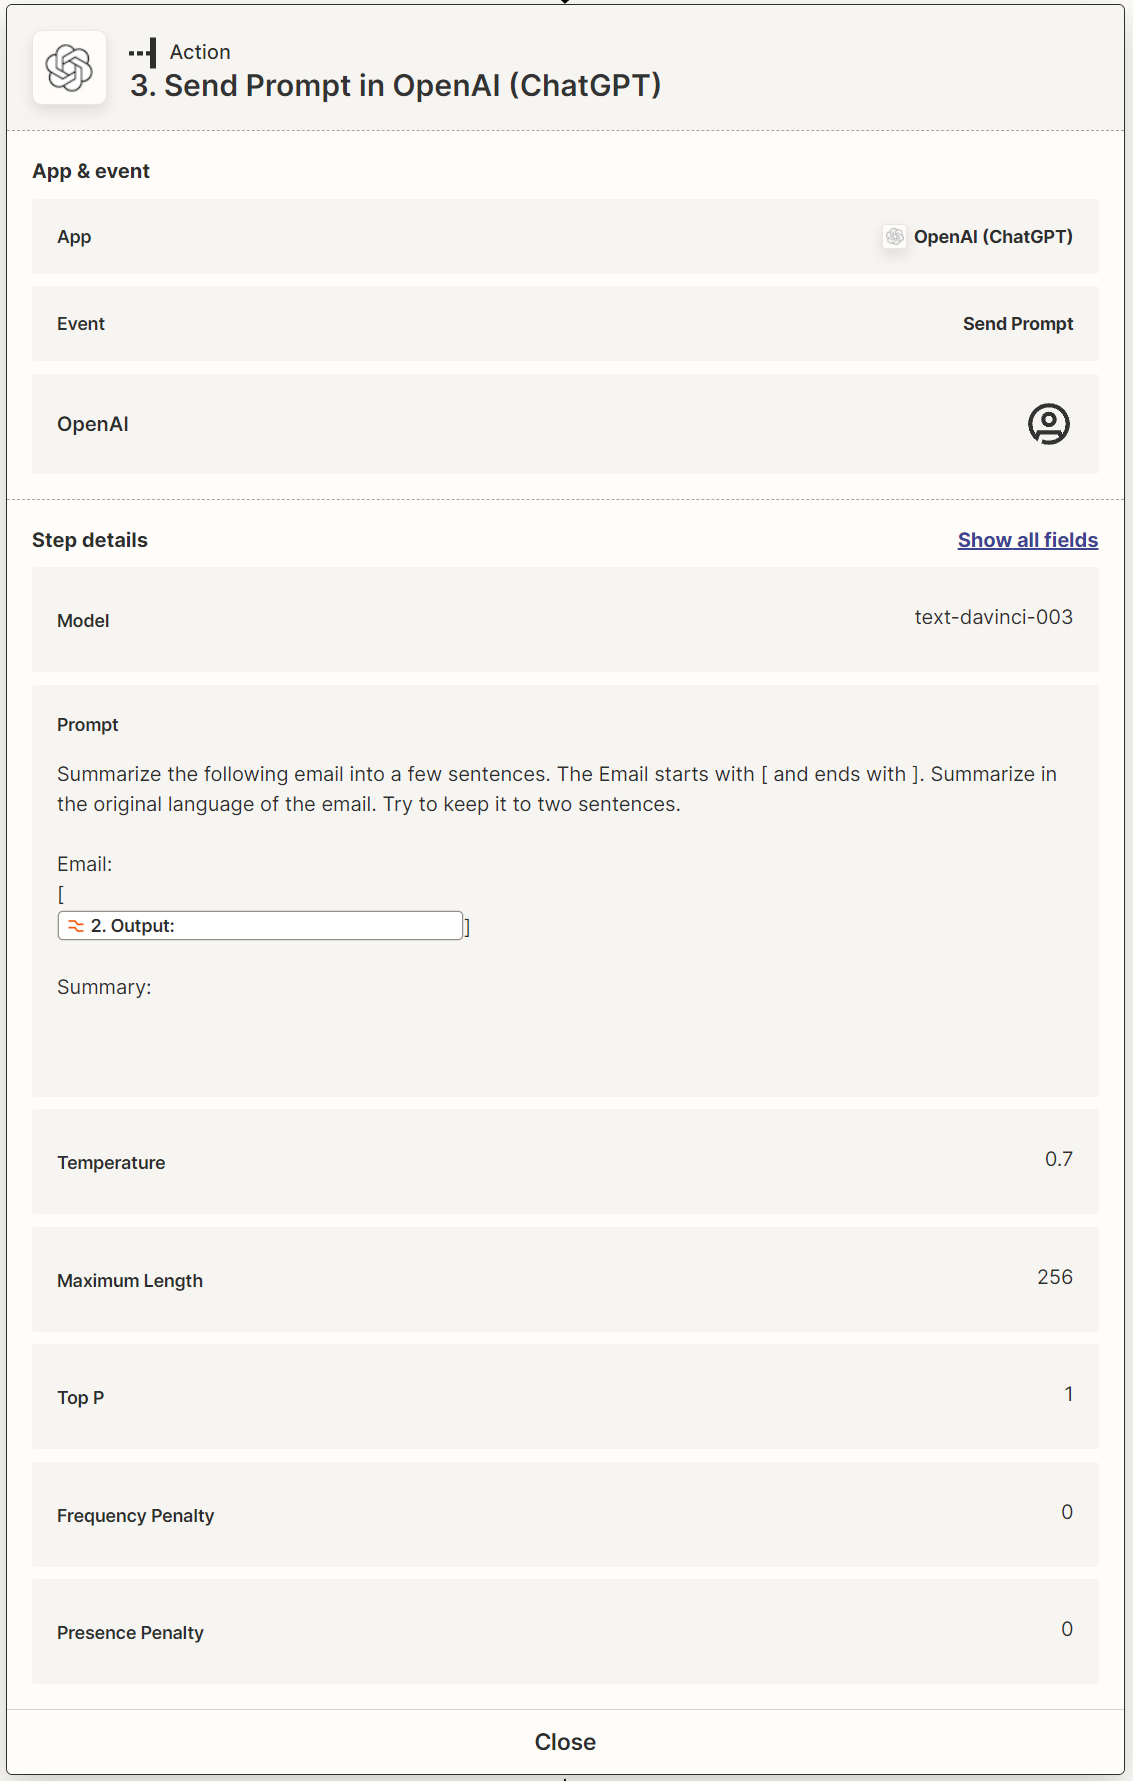 Action
3. Send Prompt in OpenAI (ChatGPT)
App & event
App
OpenAI (ChatGPT)
Event
Send Prompt
OpenAI
Step details
Show all fields
Model
text-davinci-003
Prompt
Summarize the following email into a few sentences. The Email starts with [ and ends with ]. Summarize in
the original language of the email. Try to keep it to two sentences.
Email:
[
2. Output: ]
Summary:
Temperature
0.7
Maximum Length
256
Top P
1
Frequency Penalty
0
Presence Penalty
0
Close